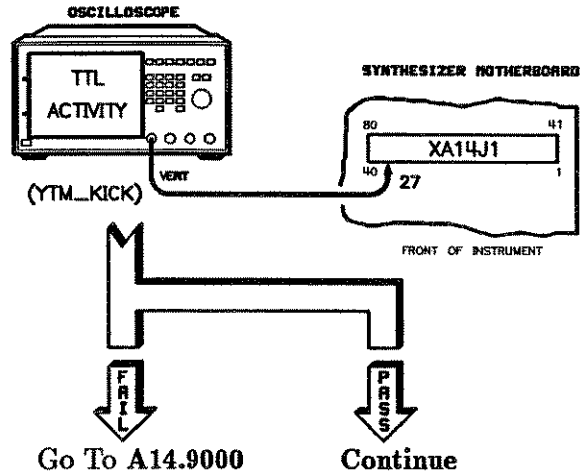 OSCILLOSCOPE
TTL
ACTIVITY
VERT
(YTM_KICK)
SYNTHESIZER MOTHERBOARD
80 41
XA14J1
40 1
27
FRONT OF INSTRUMENT
FAIL
PASS
Go To A14.9000
Continue